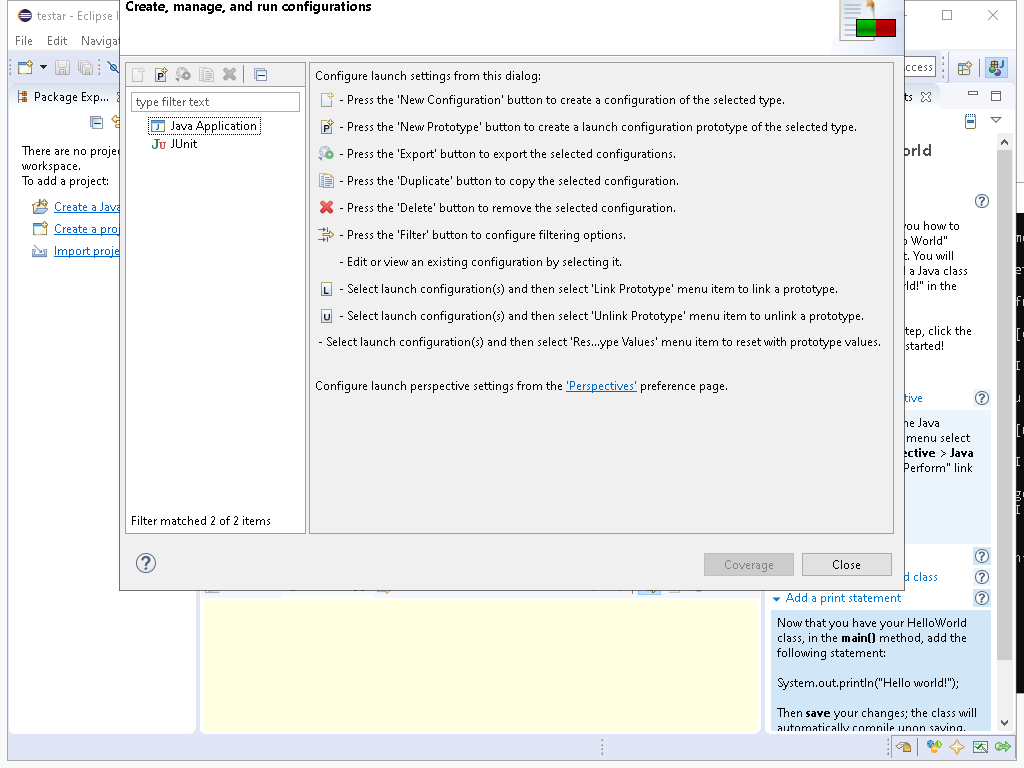 testar - Eclipse I
Create, manage, and run configurations
File Edit Naviga
Package Exp...
There are no proje
workspace.
To add a project:
Create a Java
Create a proj
Import proje
type filter text
Java Application
JUnit
Filter matched 2 of 2 items
Configure launch settings from this dialog:
- Press the 'New Configuration' button to create a configuration of the selected type.
- Press the 'New Prototype' button to create a launch configuration prototype of the selected type.
- Press the 'Export' button to export the selected configurations.
- Press the 'Duplicate' button to copy the selected configuration.
- Press the 'Delete' button to remove the selected configuration.
- Press the 'Filter' button to configure filtering options.
- Edit or view an existing configuration by selecting it.
- Select launch configuration(s) and then select 'Link Prototype' menu item to link a prototype.
- Select launch configuration(s) and then select 'Unlink Prototype' menu item to unlink a prototype.
- Select launch configuration(s) and then select 'Res...ype Values' menu item to reset with prototype values.
Configure launch perspective settings from the 'Perspectives' preference page.
Coverage
Close
ccess
ts
orld
you how to
o World"
t. You will
l a Java class
rld!" in the
tep, click the
started!
tive
he Java
menu select
ective > Java
Perform" link
d class
Add a print statement
Now that you have your HelloWorld
class, in the main() method, add the
following statement:
System.out.println("Hello world!");
Then save your changes; the class will
automatically compile upon saving.